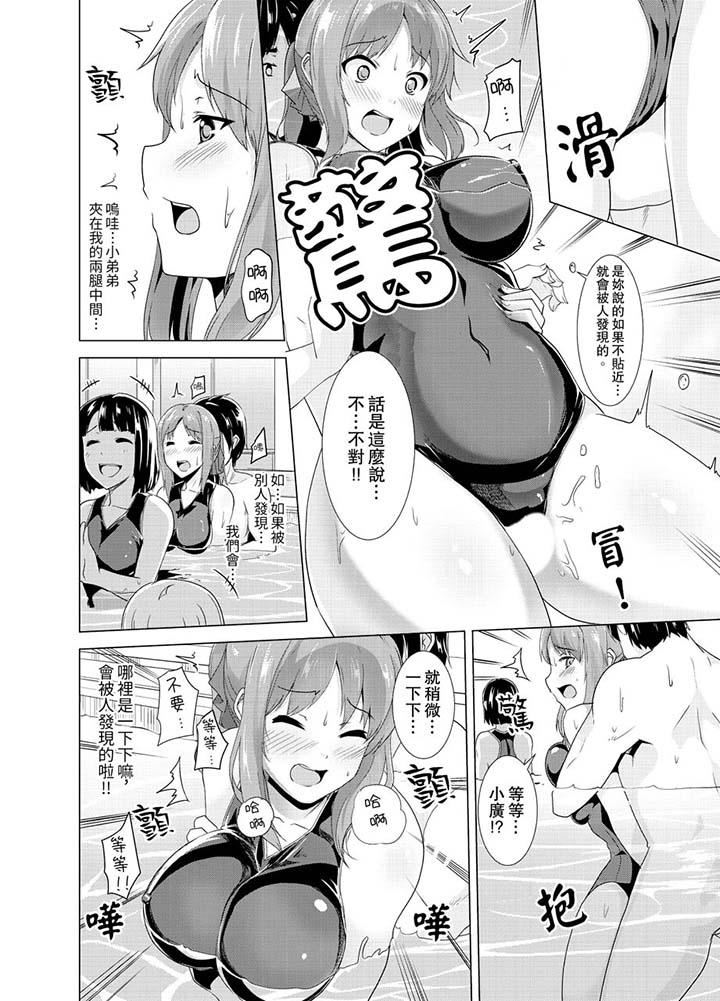 滑
是妳說的如果不貼近…
就會被人發現的。
啊…
驚
顫
嗚哇…小弟弟
夾在我的兩腿中間…
啊啊
話是這麼說…
不…不對!!
冒！
嗚
嗯
如…如果被
別人發現…
我們會…
驚
等等…
小廣!?
抱
就稍微…
一下下…
哈啊
哈啊
顫
嘩
不要…
等等…
哪裡是一下下嘛,
會被人發現的啦!!
顫
等等!!
嘩